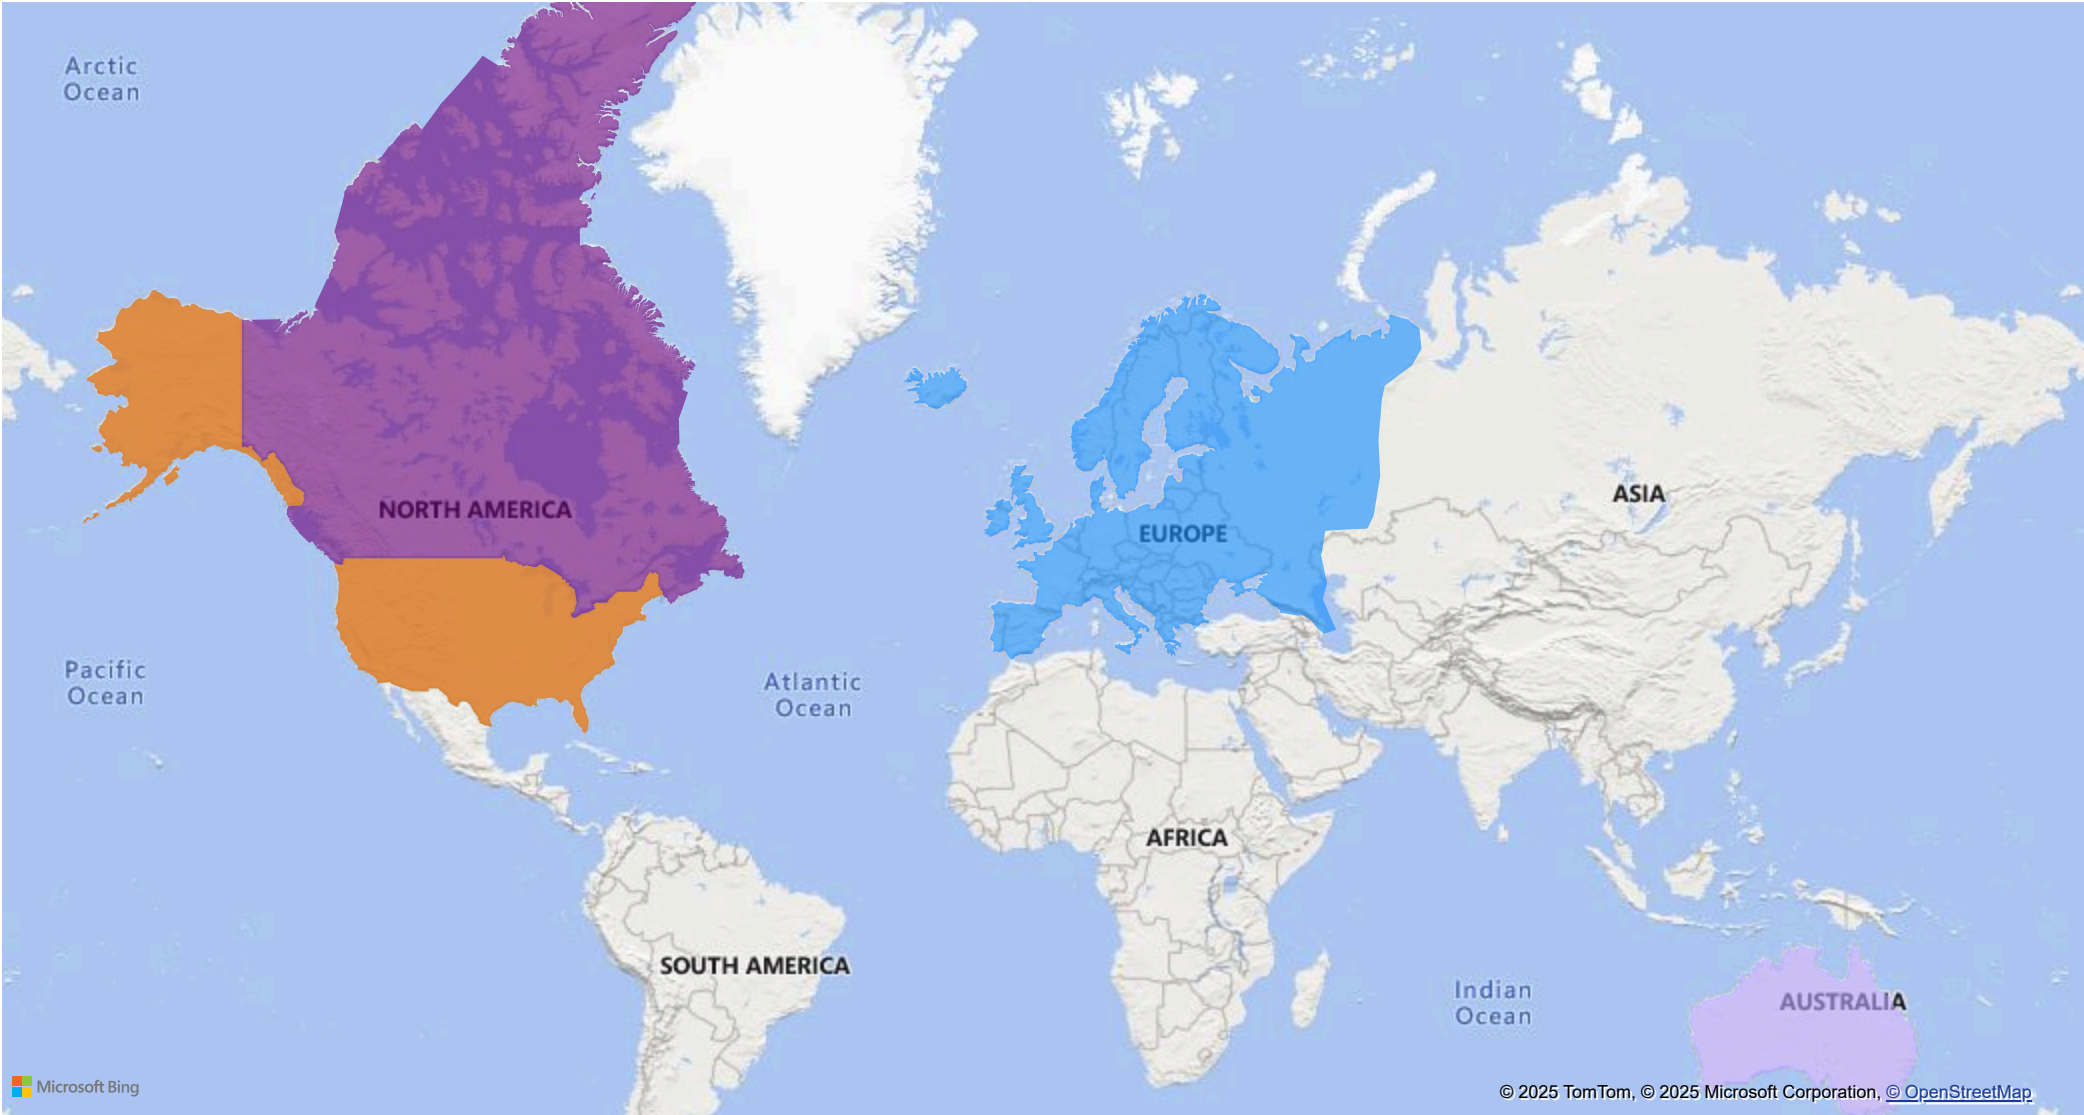 Arctic
Ocean
NORTH AMERICA
ASIA
EUROPE
Pacific
Ocean
Atlantic
Ocean
AFRICA
SOUTH AMERICA
Indian
Ocean
AUSTRALIA
Microsoft Bing
© 2025 TomTom, © 2025 Microsoft Corporation, © OpenStreetMap